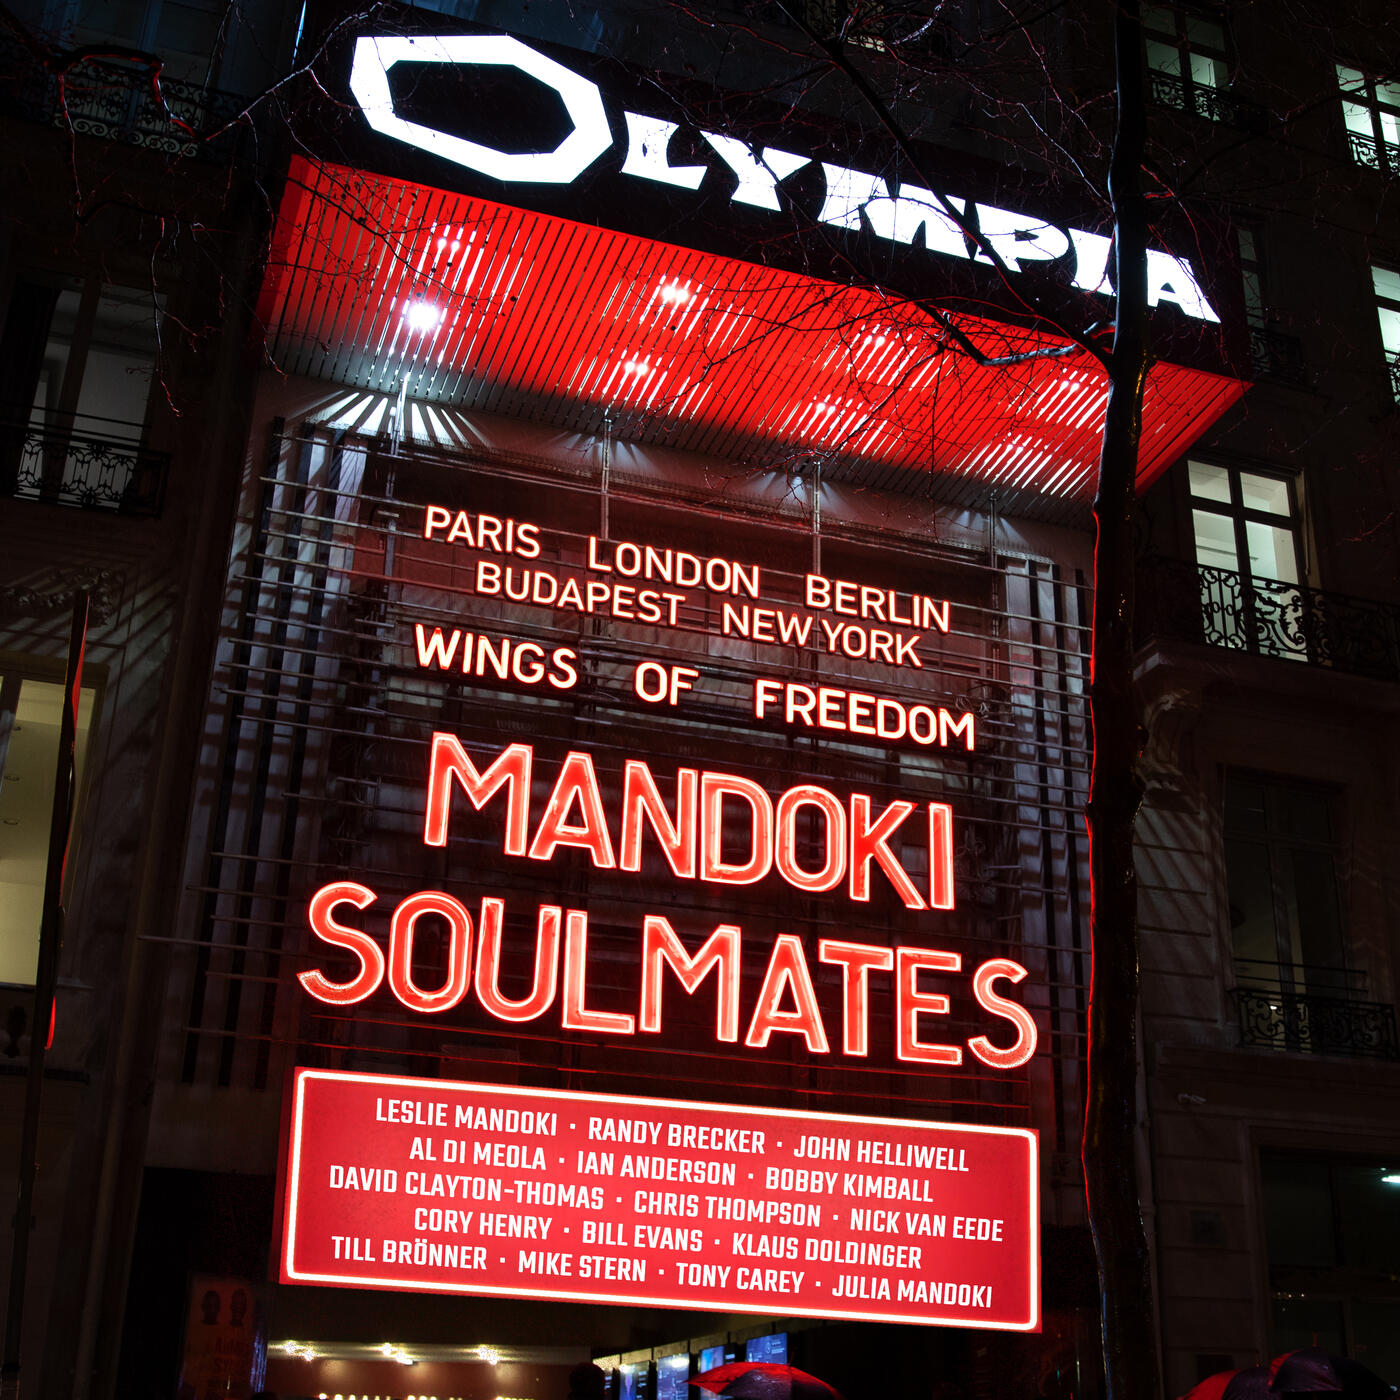 OLYMPIA
PARIS LONDON BERLIN
BUDAPEST NEW YORK
WINGS OF FREEDOM
MANDOKI
SOULMATES
LESLIE MANDOKI · RANDY BRECKER · JOHN HELLIWELL
AL DI MEOLA · IAN ANDERSON · BOBBY KIMBALL
DAVID CLAYTON-THOMAS · CHRIS THOMPSON · NICK VAN EEDE
CORY HENRY · BILL EVANS · KLAUS DOLDINGER
TILL BRÖNNER · MIKE STERN · TONY CAREY · JULIA MANDOKI